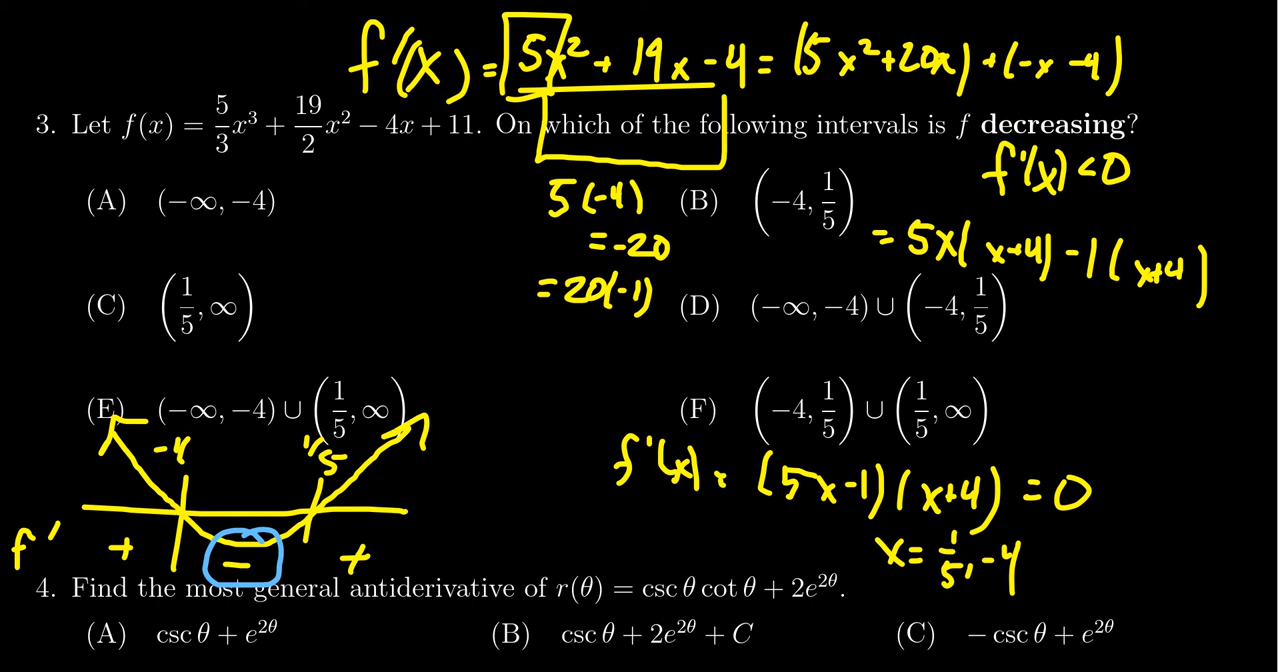 f'(x) = 5x² + 19x - 4 = (5x² + 20x) + (-x - 4)
3. Let f(x) = 5/3 x³ + 19/2 x² − 4x + 11. On which of the following intervals is f decreasing?
f'(x) < 0
(A) (−∞, −4)
5(-4)
(B) (−4, 1/5)
= -20
= 5x(x+4) - 1(x+4)
= 20(-1)
(C) (1/5, ∞)
(D) (−∞, −4) ∪ (−4, 1/5)
(E) (−∞, −4) ∪ (1/5, ∞)
(F) (−4, 1/5) ∪ (1/5, ∞)
-4 1/5
f'(x) = (5x-1)(x+4) = 0
f' + − +
x = 1/5, -4
4. Find the most general antiderivative of r(θ) = csc θ cot θ + 2e^{2θ}.
(A) csc θ + e^{2θ}
(B) csc θ + 2e^{2θ} + C
(C) − csc θ + e^{2θ}